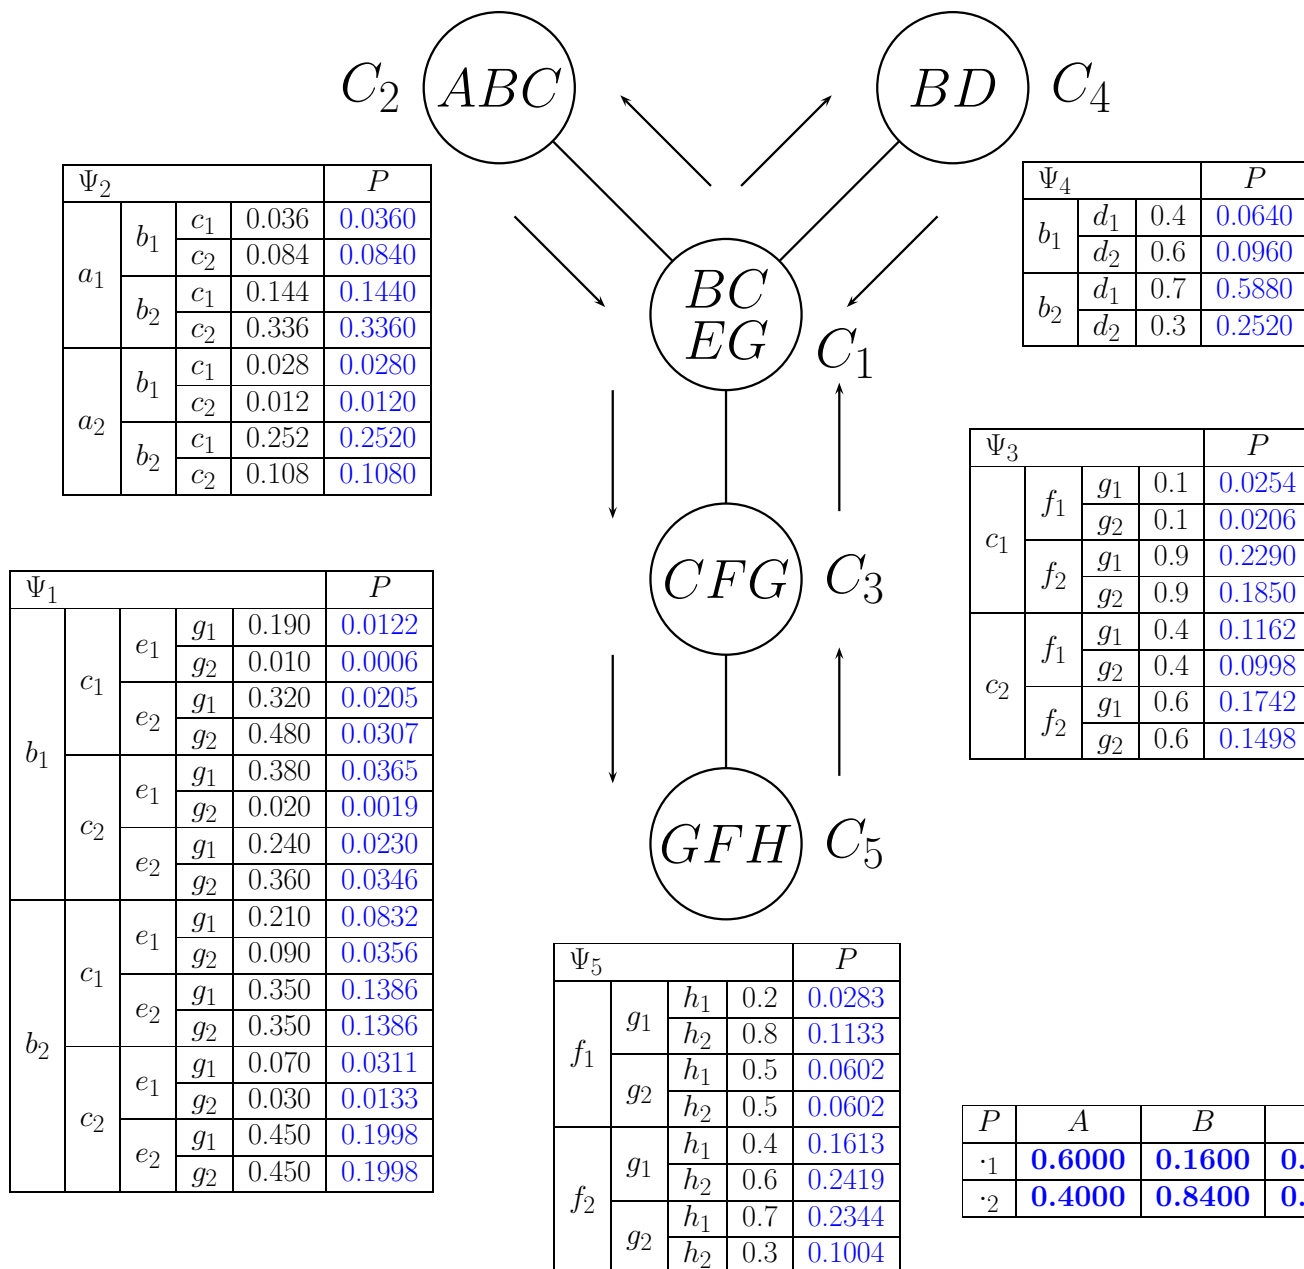 C2 ABC BD C4
Ψ2 P
a1 b1 c1 0.036 0.0360
c2 0.084 0.0840
b2 c1 0.144 0.1440
c2 0.336 0.3360
a2 b1 c1 0.028 0.0280
c2 0.012 0.0120
b2 c1 0.252 0.2520
c2 0.108 0.1080
Ψ4 P
b1 d1 0.4 0.0640
d2 0.6 0.0960
b2 d1 0.7 0.5880
d2 0.3 0.2520
BC
EG
C1
Ψ3 P
c1 f1 g1 0.1 0.0254
g2 0.1 0.0206
f2 g1 0.9 0.2290
g2 0.9 0.1850
c2 f1 g1 0.4 0.1162
g2 0.4 0.0998
f2 g1 0.6 0.1742
g2 0.6 0.1498
CFG C3
Ψ1 P
b1 c1 e1 g1 0.190 0.0122
g2 0.010 0.0006
e2 g1 0.320 0.0205
g2 0.480 0.0307
c2 e1 g1 0.380 0.0365
g2 0.020 0.0019
e2 g1 0.240 0.0230
g2 0.360 0.0346
b2 c1 e1 g1 0.210 0.0832
g2 0.090 0.0356
e2 g1 0.350 0.1386
g2 0.350 0.1386
c2 e1 g1 0.070 0.0311
g2 0.030 0.0133
e2 g1 0.450 0.1998
g2 0.450 0.1998
GFH C5
Ψ5 P
f1 g1 h1 0.2 0.0283
h2 0.8 0.1133
g2 h1 0.5 0.0602
h2 0.5 0.0602
f2 g1 h1 0.4 0.1613
h2 0.6 0.2419
g2 h1 0.7 0.2344
h2 0.3 0.1004
P A B
·1 0.6000 0.1600 0.
·2 0.4000 0.8400 0.